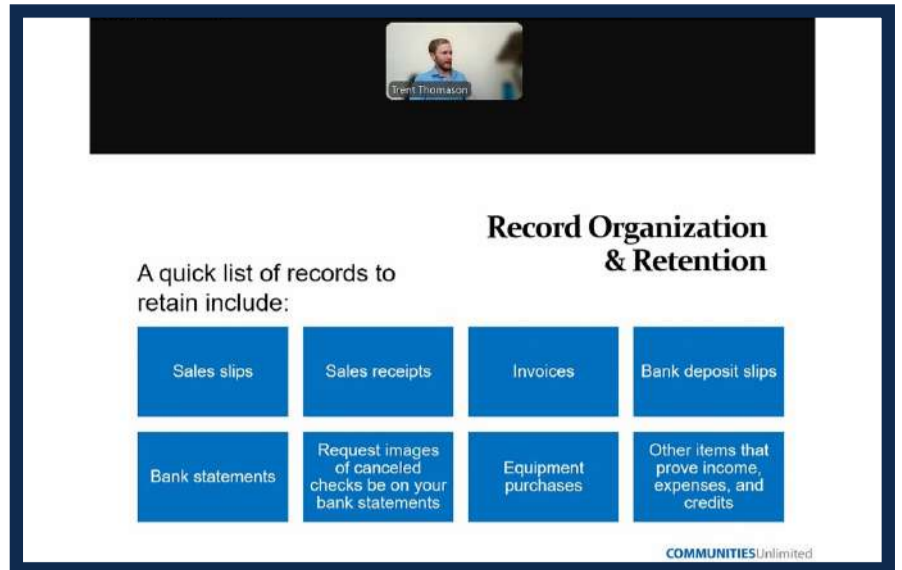 Trent Thomason
Record Organization
& Retention
A quick list of records to
retain include:
Sales slips
Sales receipts
Invoices
Bank deposit slips
Bank statements
Request images
of canceled
checks be on your
bank statements
Equipment
purchases
Other items that
prove income,
expenses, and
credits
COMMUNITIESUnlimited